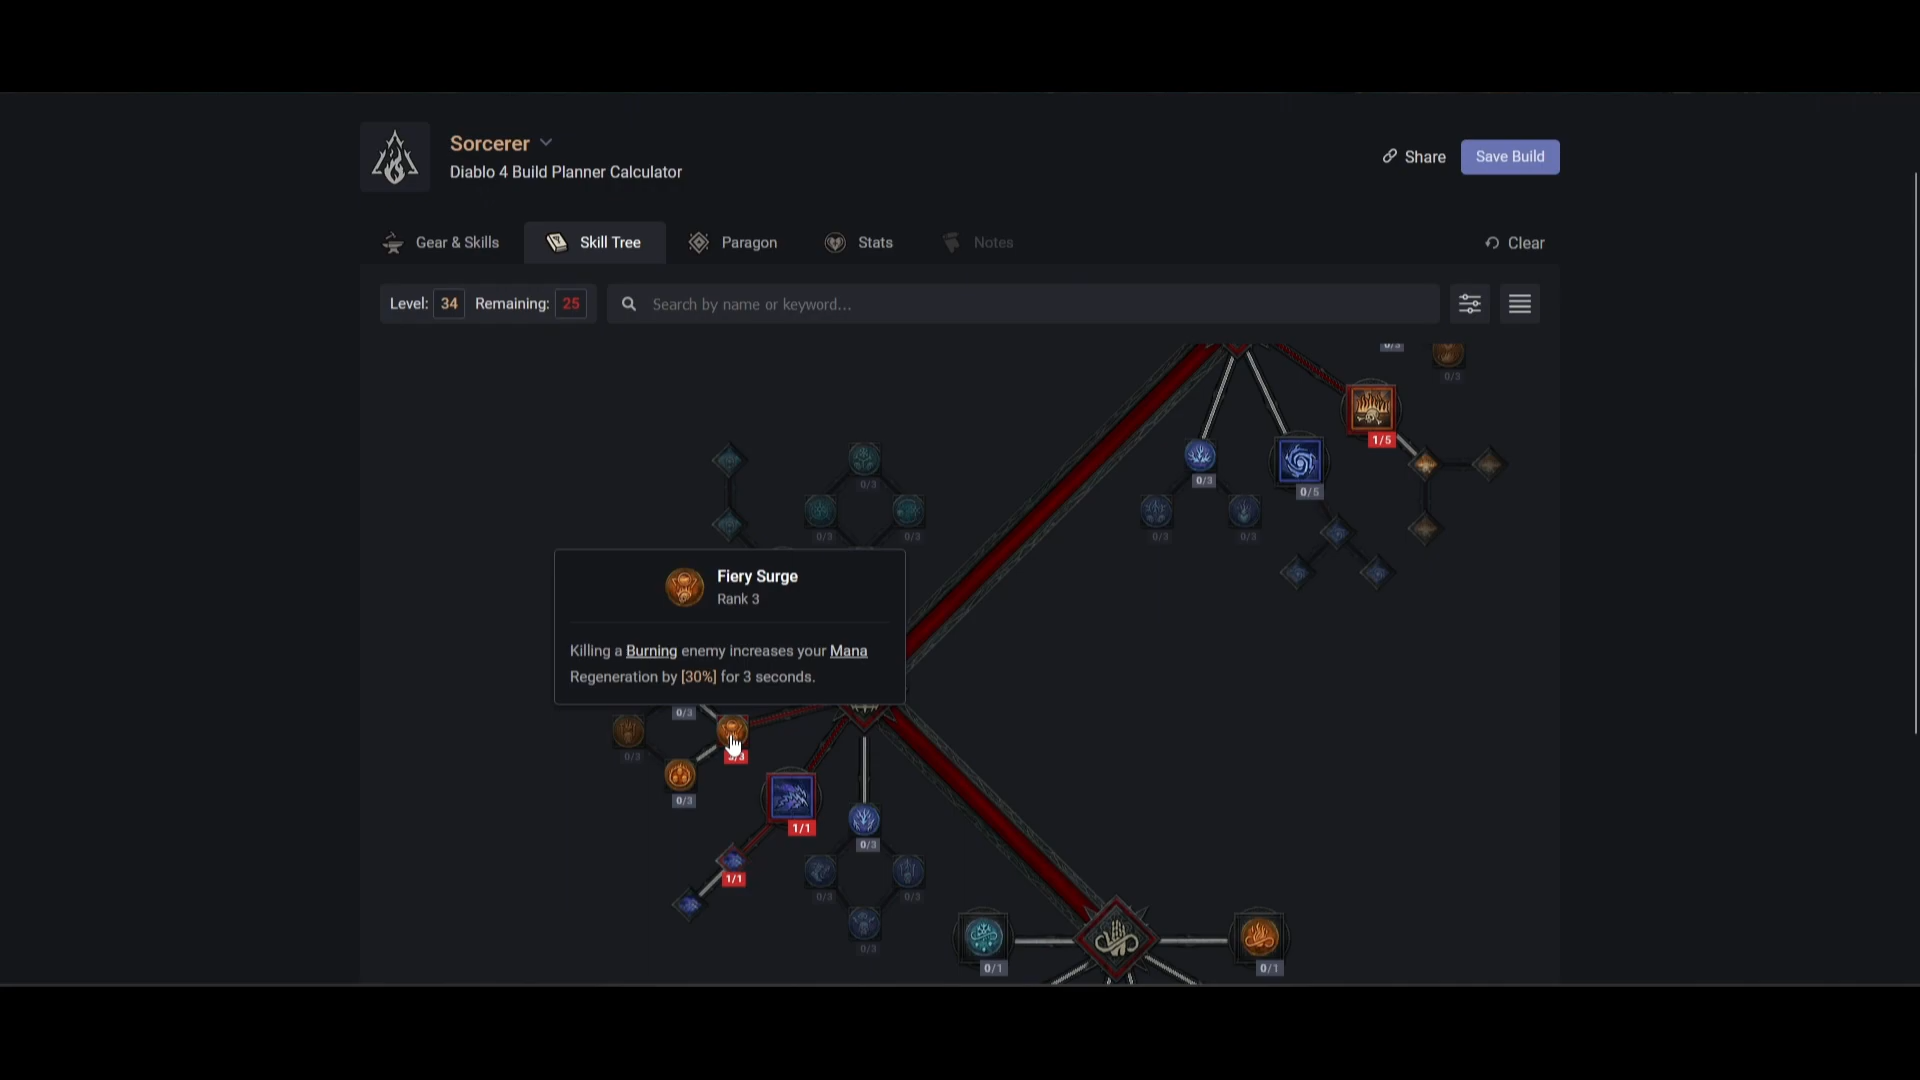 Sorcerer
Diablo 4 Build Planner Calculator
Share
Save Build
Gear & Skills
Skill Tree
Paragon
Stats
Notes
Clear
Level: 34 Remaining: 25
Search by name or keyword...
0/3
0/3
1/5
0/3
0/3
0/5
0/3
0/3
0/3
0/3
Fiery Surge
Rank 3
Killing a Burning enemy increases your Mana
Regeneration by [30%] for 3 seconds.
0/3
0/3
0/3
1/1
0/3
1/1
0/3
0/3
0/3
0/1
0/1